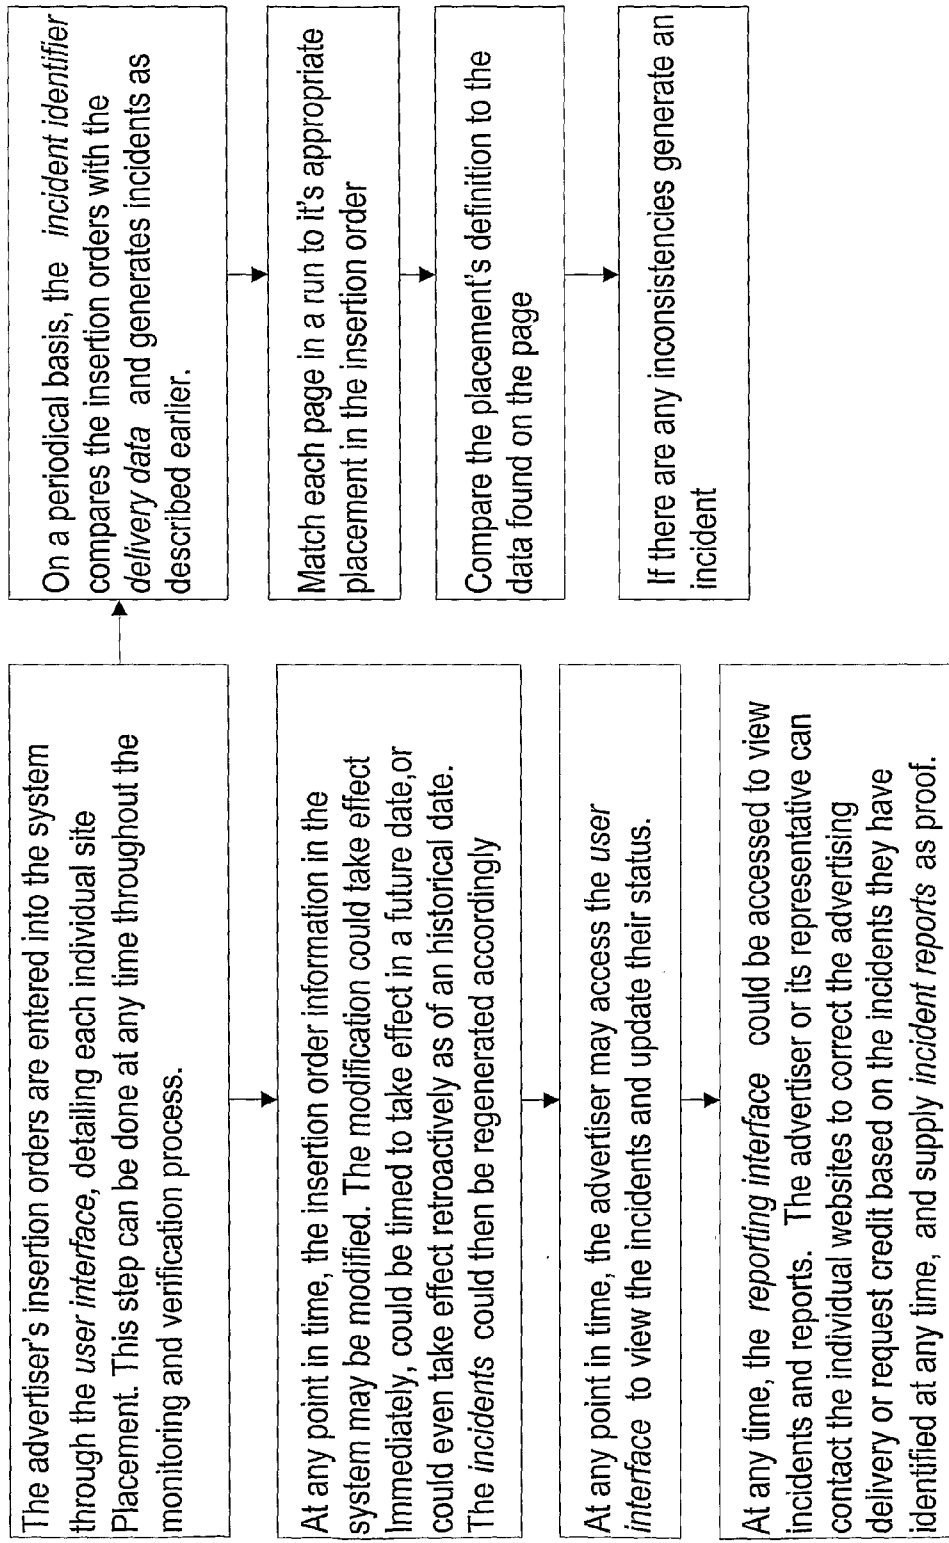 The advertiser's insertion orders are entered into the system
through the user interface, detailing each individual site
Placement. This step can be done at any time throughout the
monitoring and verification process.
At any point in time, the insertion order information in the
system may be modified. The modification could take effect
Immediately, could be timed to take effect in a future date,or
could even take effect retroactively as of an historical date.
The incidents could then be regenerated accordingly
At any point in time, the advertiser may access the user
interface to view the incidents and update their status.
At any time, the reporting interface could be accessed to view
incidents and reports. The advertiser or its representative can
contact the individual websites to correct the advertising
delivery or request credit based on the incidents they have
identified at any time, and supply incident reports as proof.
On a periodical basis, the incident identifier
compares the insertion orders with the
delivery data and generates incidents as
described earlier.
Match each page in a run to it's appropriate
placement in the insertion order
Compare the placement's definition to the
data found on the page
If there are any inconsistencies generate an
incident